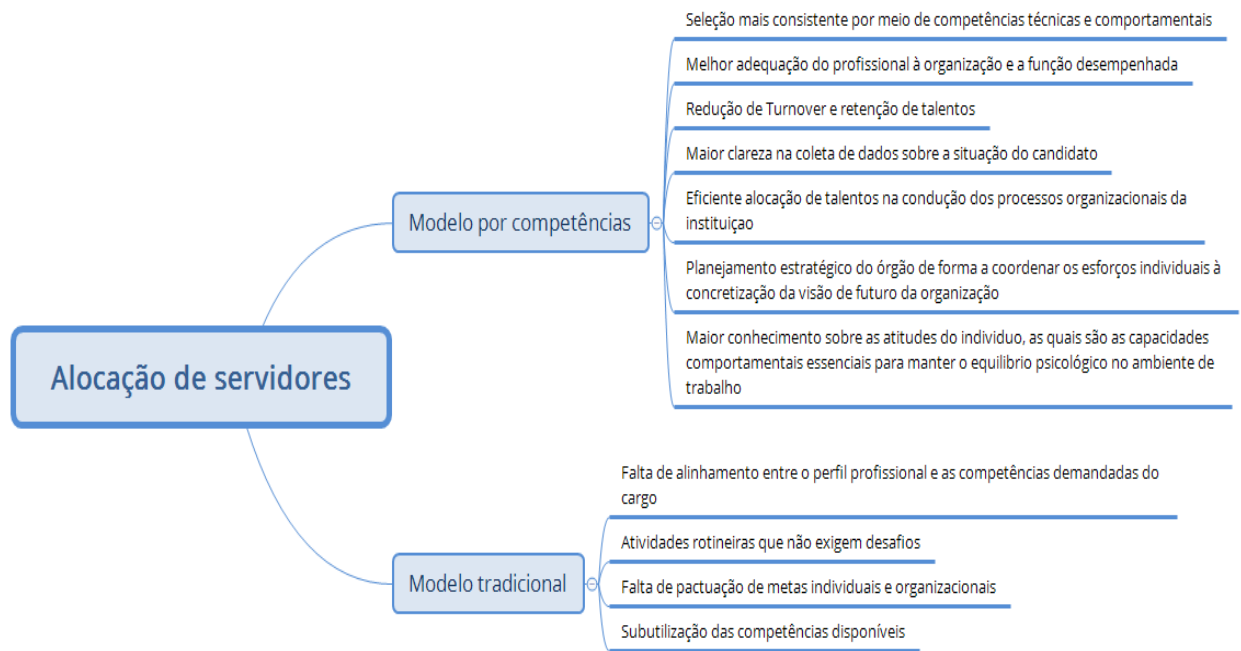 Alocação de servidores
Modelo por competências
Seleção mais consistente por meio de competências técnicas e comportamentais
Melhor adequação do profissional à organização e a função desempenhada
Redução de Turnover e retenção de talentos
Maior clareza na coleta de dados sobre a situação do candidato
Eficiente alocação de talentos na condução dos processos organizacionais da
instituiçao
Planejamento estratégico do órgão de forma a coordenar os esforços individuais à
concretização da visão de futuro da organização
Maior conhecimento sobre as atitudes do individuo, as quais são as capacidades
comportamentais essenciais para manter o equilibrio psicológico no ambiente de
trabalho
Modelo tradicional
Falta de alinhamento entre o perfil profissional e as competências demandadas do
cargo
Atividades rotineiras que não exigem desafios
Falta de pactuação de metas individuais e organizacionais
Subutilização das competências disponíveis